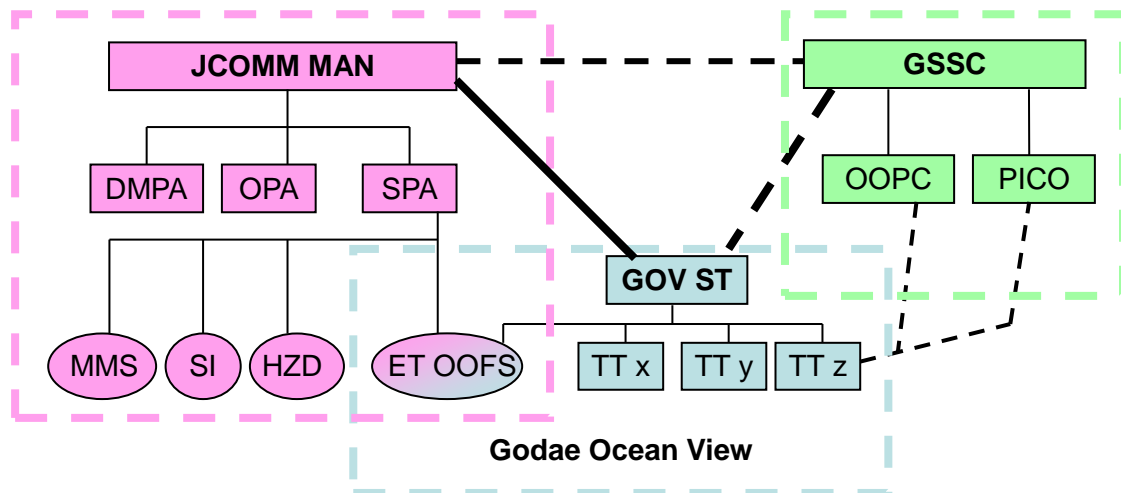 JCOMM MAN
GSSC
DMPA
OPA
SPA
OOPC
PICO
GOV ST
MMS
SI
HZD
ET OOFS
TT x
TT y
TT z
Godae Ocean View